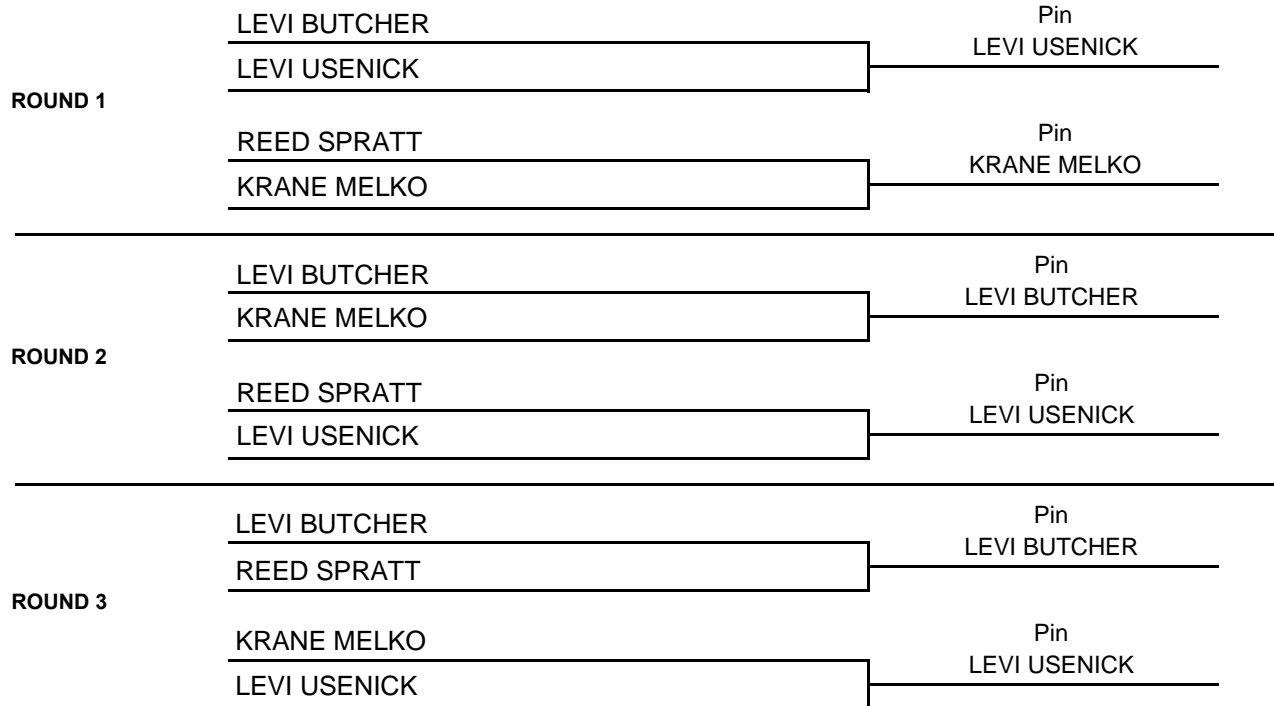 LEVI BUTCHER
Pin
LEVI USENICK
LEVI USENICK
ROUND 1
REED SPRATT
Pin
KRANE MELKO
KRANE MELKO
LEVI BUTCHER
Pin
LEVI BUTCHER
KRANE MELKO
ROUND 2
REED SPRATT
Pin
LEVI USENICK
LEVI USENICK
LEVI BUTCHER
Pin
LEVI BUTCHER
REED SPRATT
ROUND 3
KRANE MELKO
Pin
LEVI USENICK
LEVI USENICK